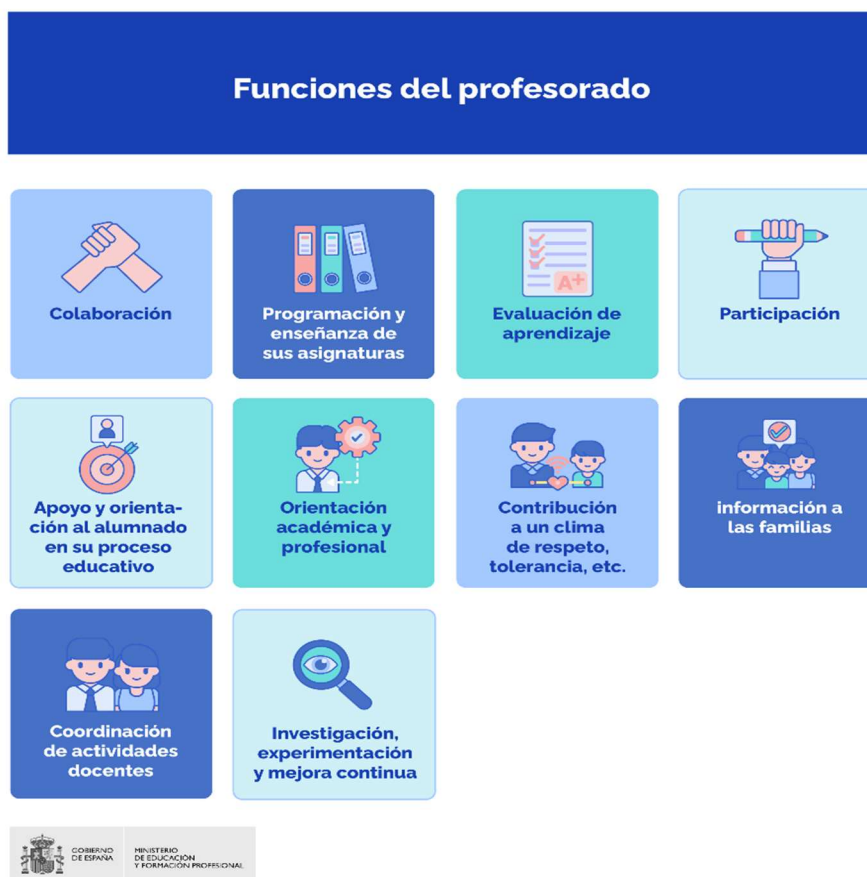 Funciones del profesorado
Colaboración
Programación y
enseñanza de
sus asignaturas
A+
Evaluación de
aprendizaje
Participación
Apoyo y orienta-
ción al alumnado
en su proceso
educativo
Orientación
académica y
profesional
Contribución
a un clima
de respeto,
tolerancia, etc.
información a
las familias
Coordinación
de actividades
docentes
Investigación,
experimentación
y mejora continua
GOBIERNO
DE ESPAÑA
MINISTERIO
DE EDUCACIÓN
Y FORMACIÓN PROFESIONAL